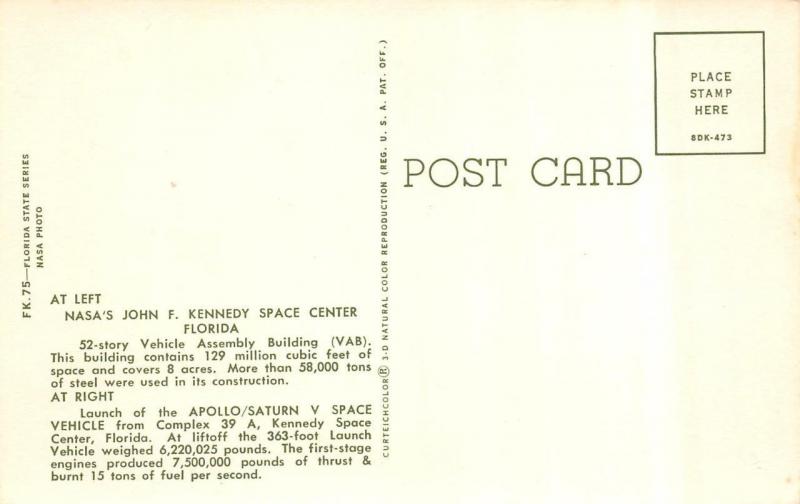 FK.75—FLORIDA STATE SERIES
NASA PHOTO
AT LEFT
NASA'S JOHN F. KENNEDY SPACE CENTER
FLORIDA
52-story Vehicle Assembly Building (VAB).
This building contains 129 million cubic feet of
space and covers 8 acres. More than 58,000 tons
of steel were used in its construction.
AT RIGHT
Launch of the APOLLO/SATURN V SPACE
VEHICLE from Complex 39 A, Kennedy Space
Center, Florida. At liftoff the 363-foot Launch
Vehicle weighed 6,220,025 pounds. The first-stage
engines produced 7,500,000 pounds of thrust &
burnt 15 tons of fuel per second.
CURTEICHCOLOR® 3-D NATURAL COLOR REPRODUCTION (REG. U. S. A. PAT. OFF.)
POST CARD
PLACE
STAMP
HERE
8DK-473